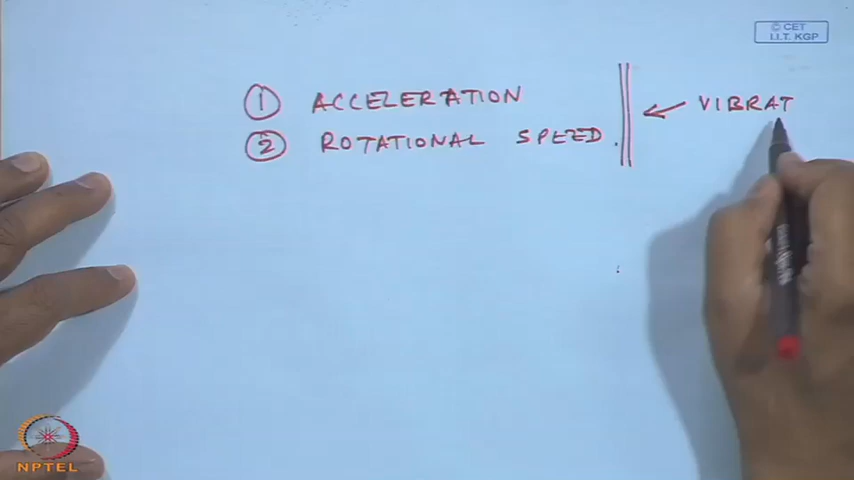 © CET
I.I.T. KGP
① ACCELERATION
② ROTATIONAL SPEED.
← VIBRAT
NPTEL